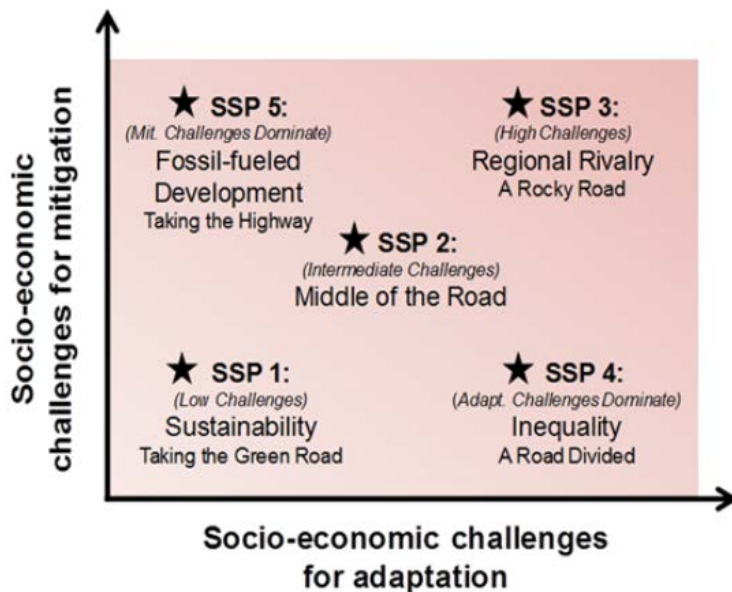 Socio-economic
challenges for mitigation
SSP 5:
(Mit. Challenges Dominate)
Fossil-fueled
Development
Taking the Highway
SSP 3:
(High Challenges)
Regional Rivalry
A Rocky Road
SSP 2:
(Intermediate Challenges)
Middle of the Road
SSP 1:
(Low Challenges)
Sustainability
Taking the Green Road
SSP 4:
(Adapt. Challenges Dominate)
Inequality
A Road Divided
Socio-economic challenges
for adaptation